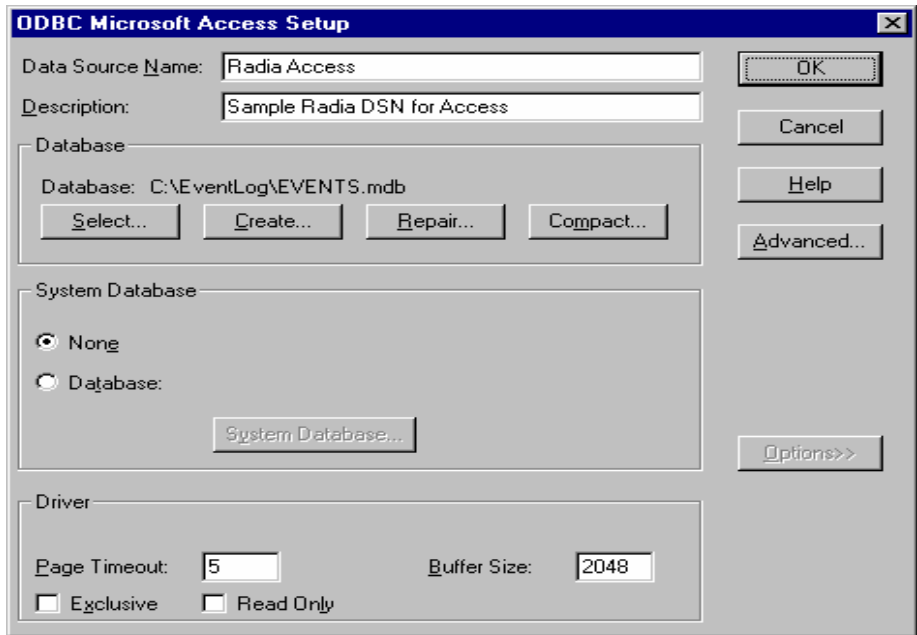 ODBC Microsoft Access Setup
Data Source Name: Radia Access
OK
Description: Sample Radia DSN for Access
Cancel
Database
Database: C:\EventLog\EVENTS.mdb
Help
Select... Create... Repair... Compact...
Advanced...
System Database
None
Database:
System Database...
Options>>
Driver
Page Timeout: 5 Buffer Size: 2048
Exclusive Read Only